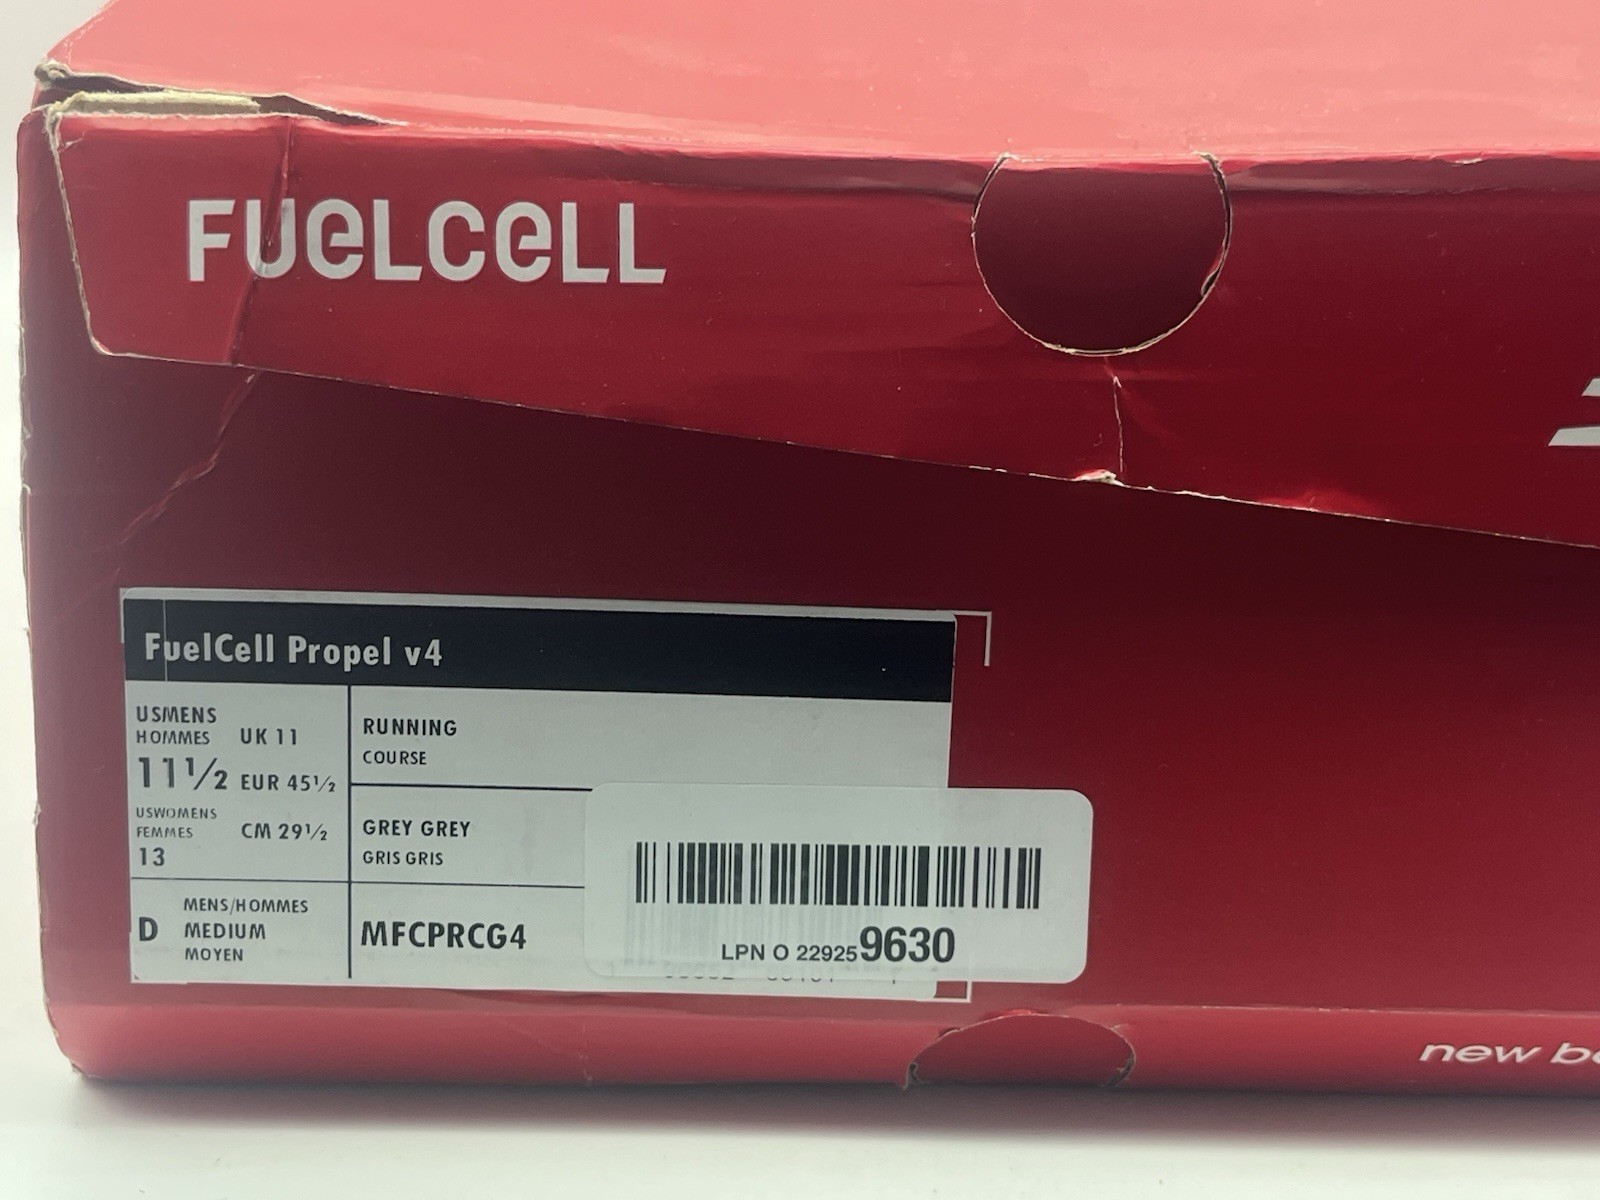 FUELCELL
FuelCell Propel v4
USMENS
HOMMES
UK 11
11½
EUR 45½
USWOMENS
FEMMES
CM 29½
13
RUNNING
COURSE
GREY GREY
GRIS GRIS
D
MENS/HOMMES
MEDIUM
MOYEN
MFCPRCG4
LPN O 229259630
new